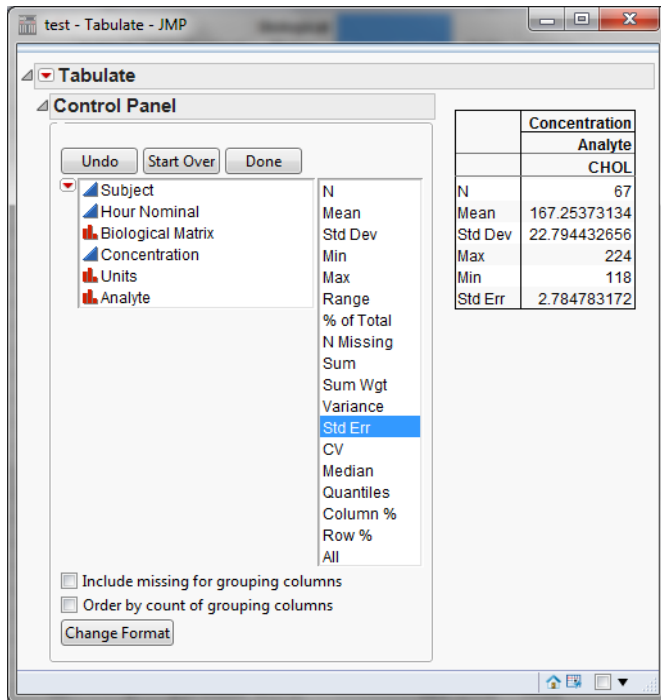 test - Tabulate - JMP
Tabulate
Control Panel
Undo Start Over Done
Subject
Hour Nominal
Biological Matrix
Concentration
Units
Analyte
N
Mean
Std Dev
Min
Max
Range
% of Total
N Missing
Sum
Sum Wgt
Variance
Std Err
CV
Median
Quantiles
Column %
Row %
All
Include missing for grouping columns
Order by count of grouping columns
Change Format
Concentration
Analyte
CHOL
N 67
Mean 167.25373134
Std Dev 22.794432656
Max 224
Min 118
Std Err 2.784783172